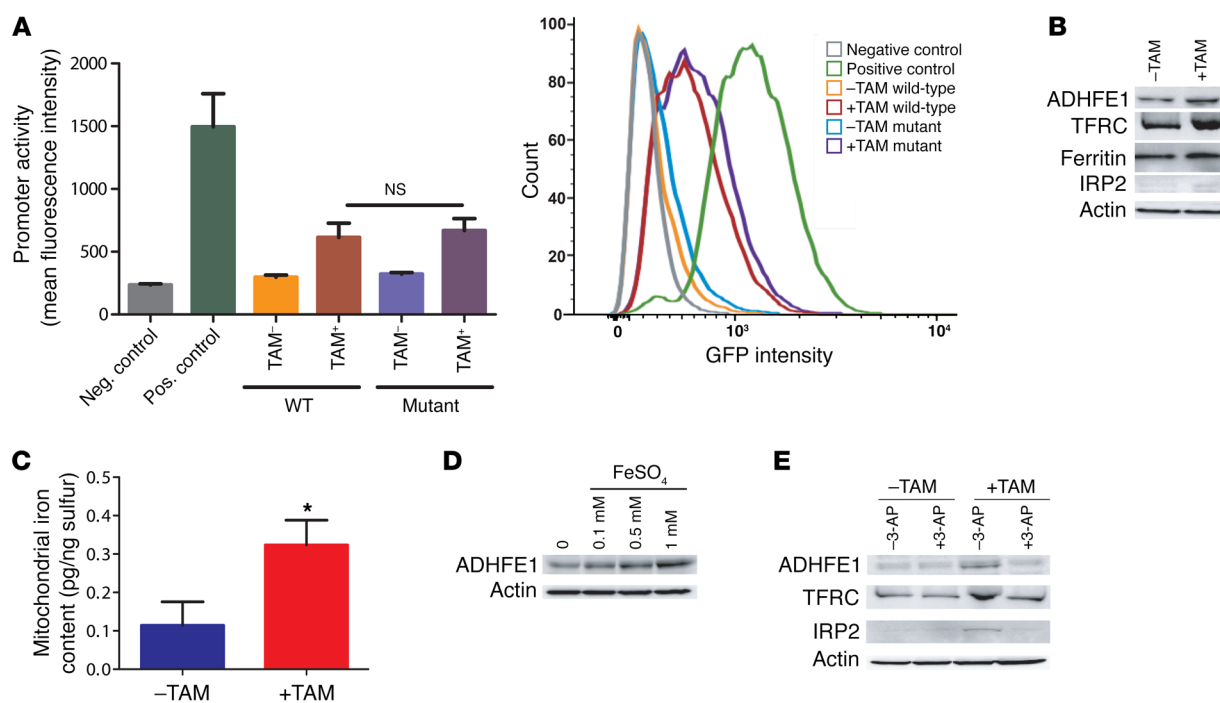 A
Promoter activity
(mean fluorescence intensity)
2000
1500
1000
500
0
NS
Neg. control
Pos. control
TAM⁻
TAM⁺
TAM⁻
TAM⁺
WT
Mutant
Count
100
80
60
40
20
0
0
10³
10⁴
GFP intensity
Negative control
Positive control
–TAM wild-type
+TAM wild-type
–TAM mutant
+TAM mutant
B
–TAM
+TAM
ADHFE1
TFRC
Ferritin
IRP2
Actin
C
Mitochondrial iron
content (pg/ng sulfur)
0.5
0.4
0.3
0.2
0.1
0.0
*
–TAM
+TAM
D
FeSO₄
0
0.1 mM
0.5 mM
1 mM
ADHFE1
Actin
E
–TAM
+TAM
–3-AP
+3-AP
–3-AP
+3-AP
ADHFE1
TFRC
IRP2
Actin